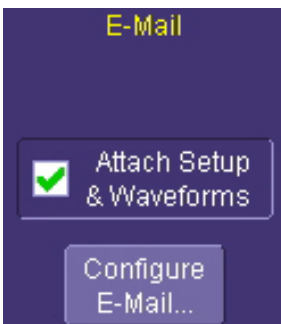 E-Mail
Attach Setup
& Waveforms
Configure
E-Mail...